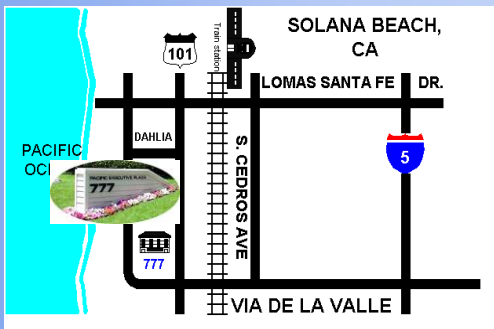 SOLANA BEACH,
CA
Train station
101
LOMAS SANTA FE DR.
DAHLIA
PACIFIC
5
S. CEDROS AVE
PACIFIC EXECUTIVE PLAZA
777
777
VIA DE LA VALLE